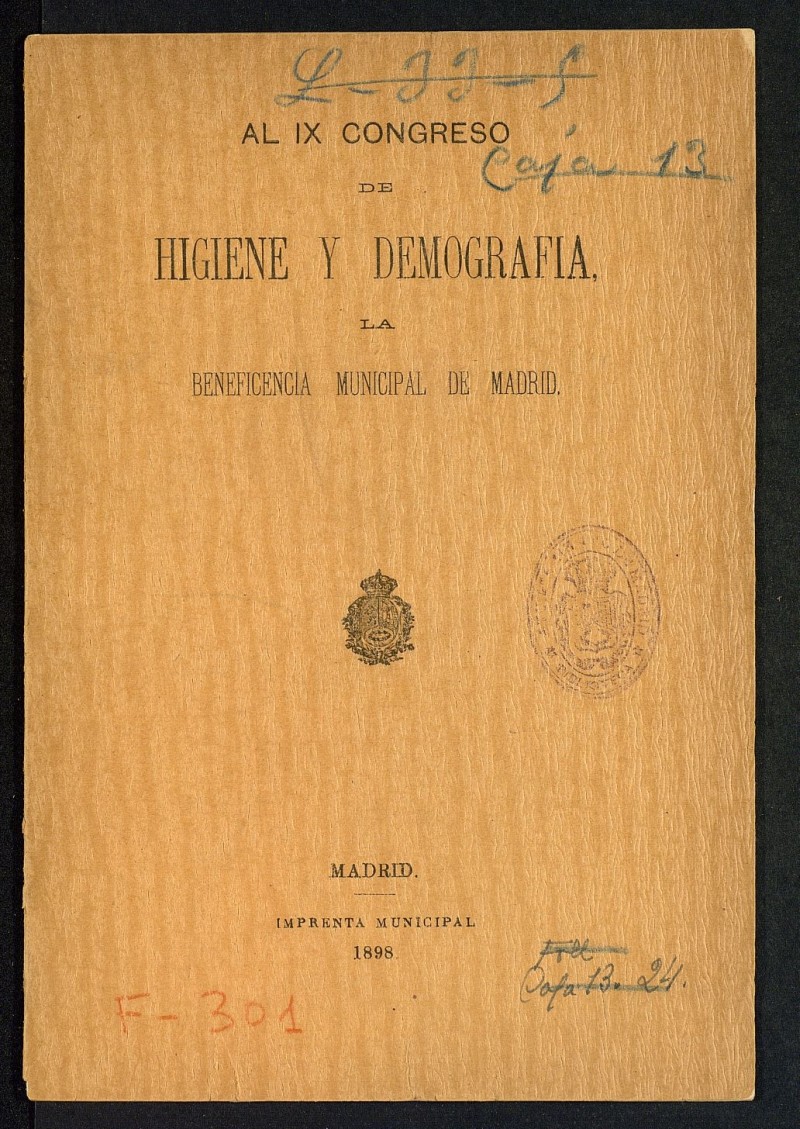 L-33-5
AL IX CONGRESO
Caja 13
DE
HIGIENE Y DEMOGRAFIA,
LA
BENEFICENCIA MUNICIPAL DE MADRID.
MADRID.
IMPRENTA MUNICIPAL
1898
Caja 13. 24.
F-301